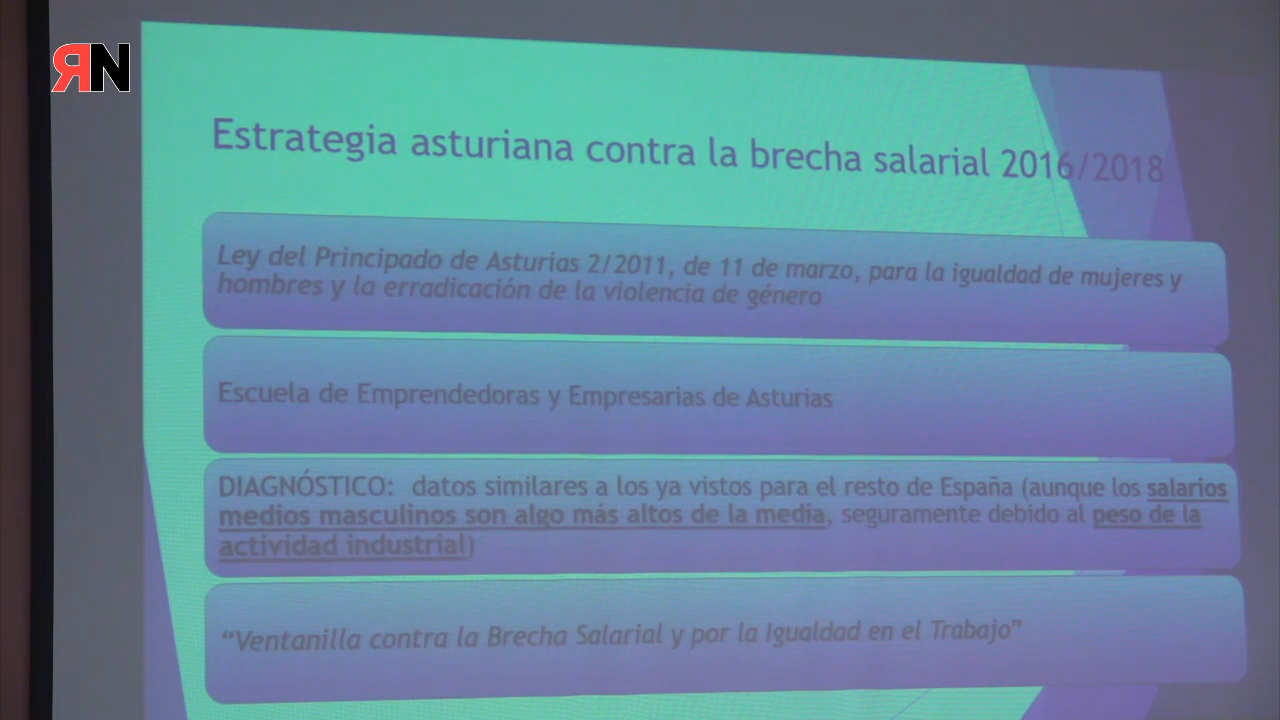 ЯN
Estrategia asturiana contra la brecha salarial 2016/2018
Ley del Principado de Asturias 2/2011, de 11 de marzo, para la igualdad de mujeres y
hombres y la erradicación de la violencia de género
Escuela de Emprendedoras y Empresarias de Asturias
DIAGNÓSTICO: datos similares a los ya vistos para el resto de España (aunque los salarios
medios masculinos son algo más altos de la media, seguramente debido al peso de la
actividad industrial)
“Ventanilla contra la Brecha Salarial y por la Igualdad en el Trabajo”